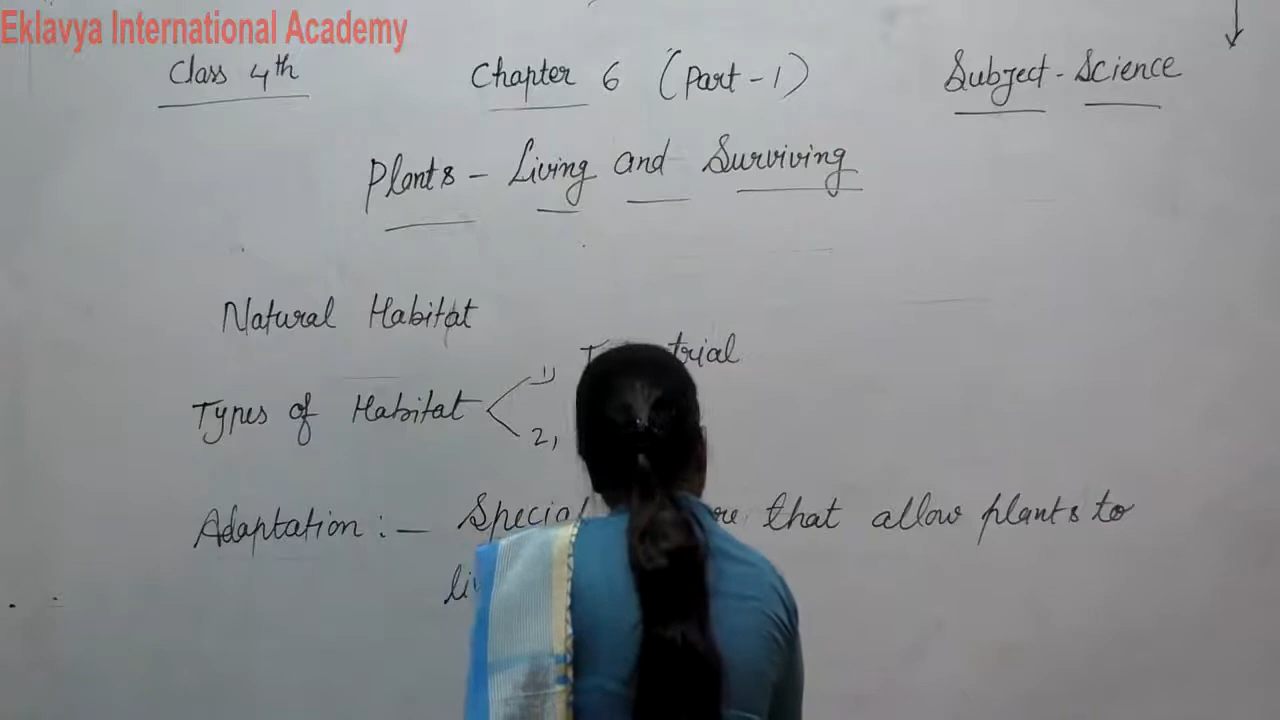 Eklavya International Academy
Class 4th Chapter 6 (Part-1) Subject-Science
Plants - Living and Surviving
Natural Habitat
1)
Types of Habitat
2,
Adaptation :- Special that allow plants to